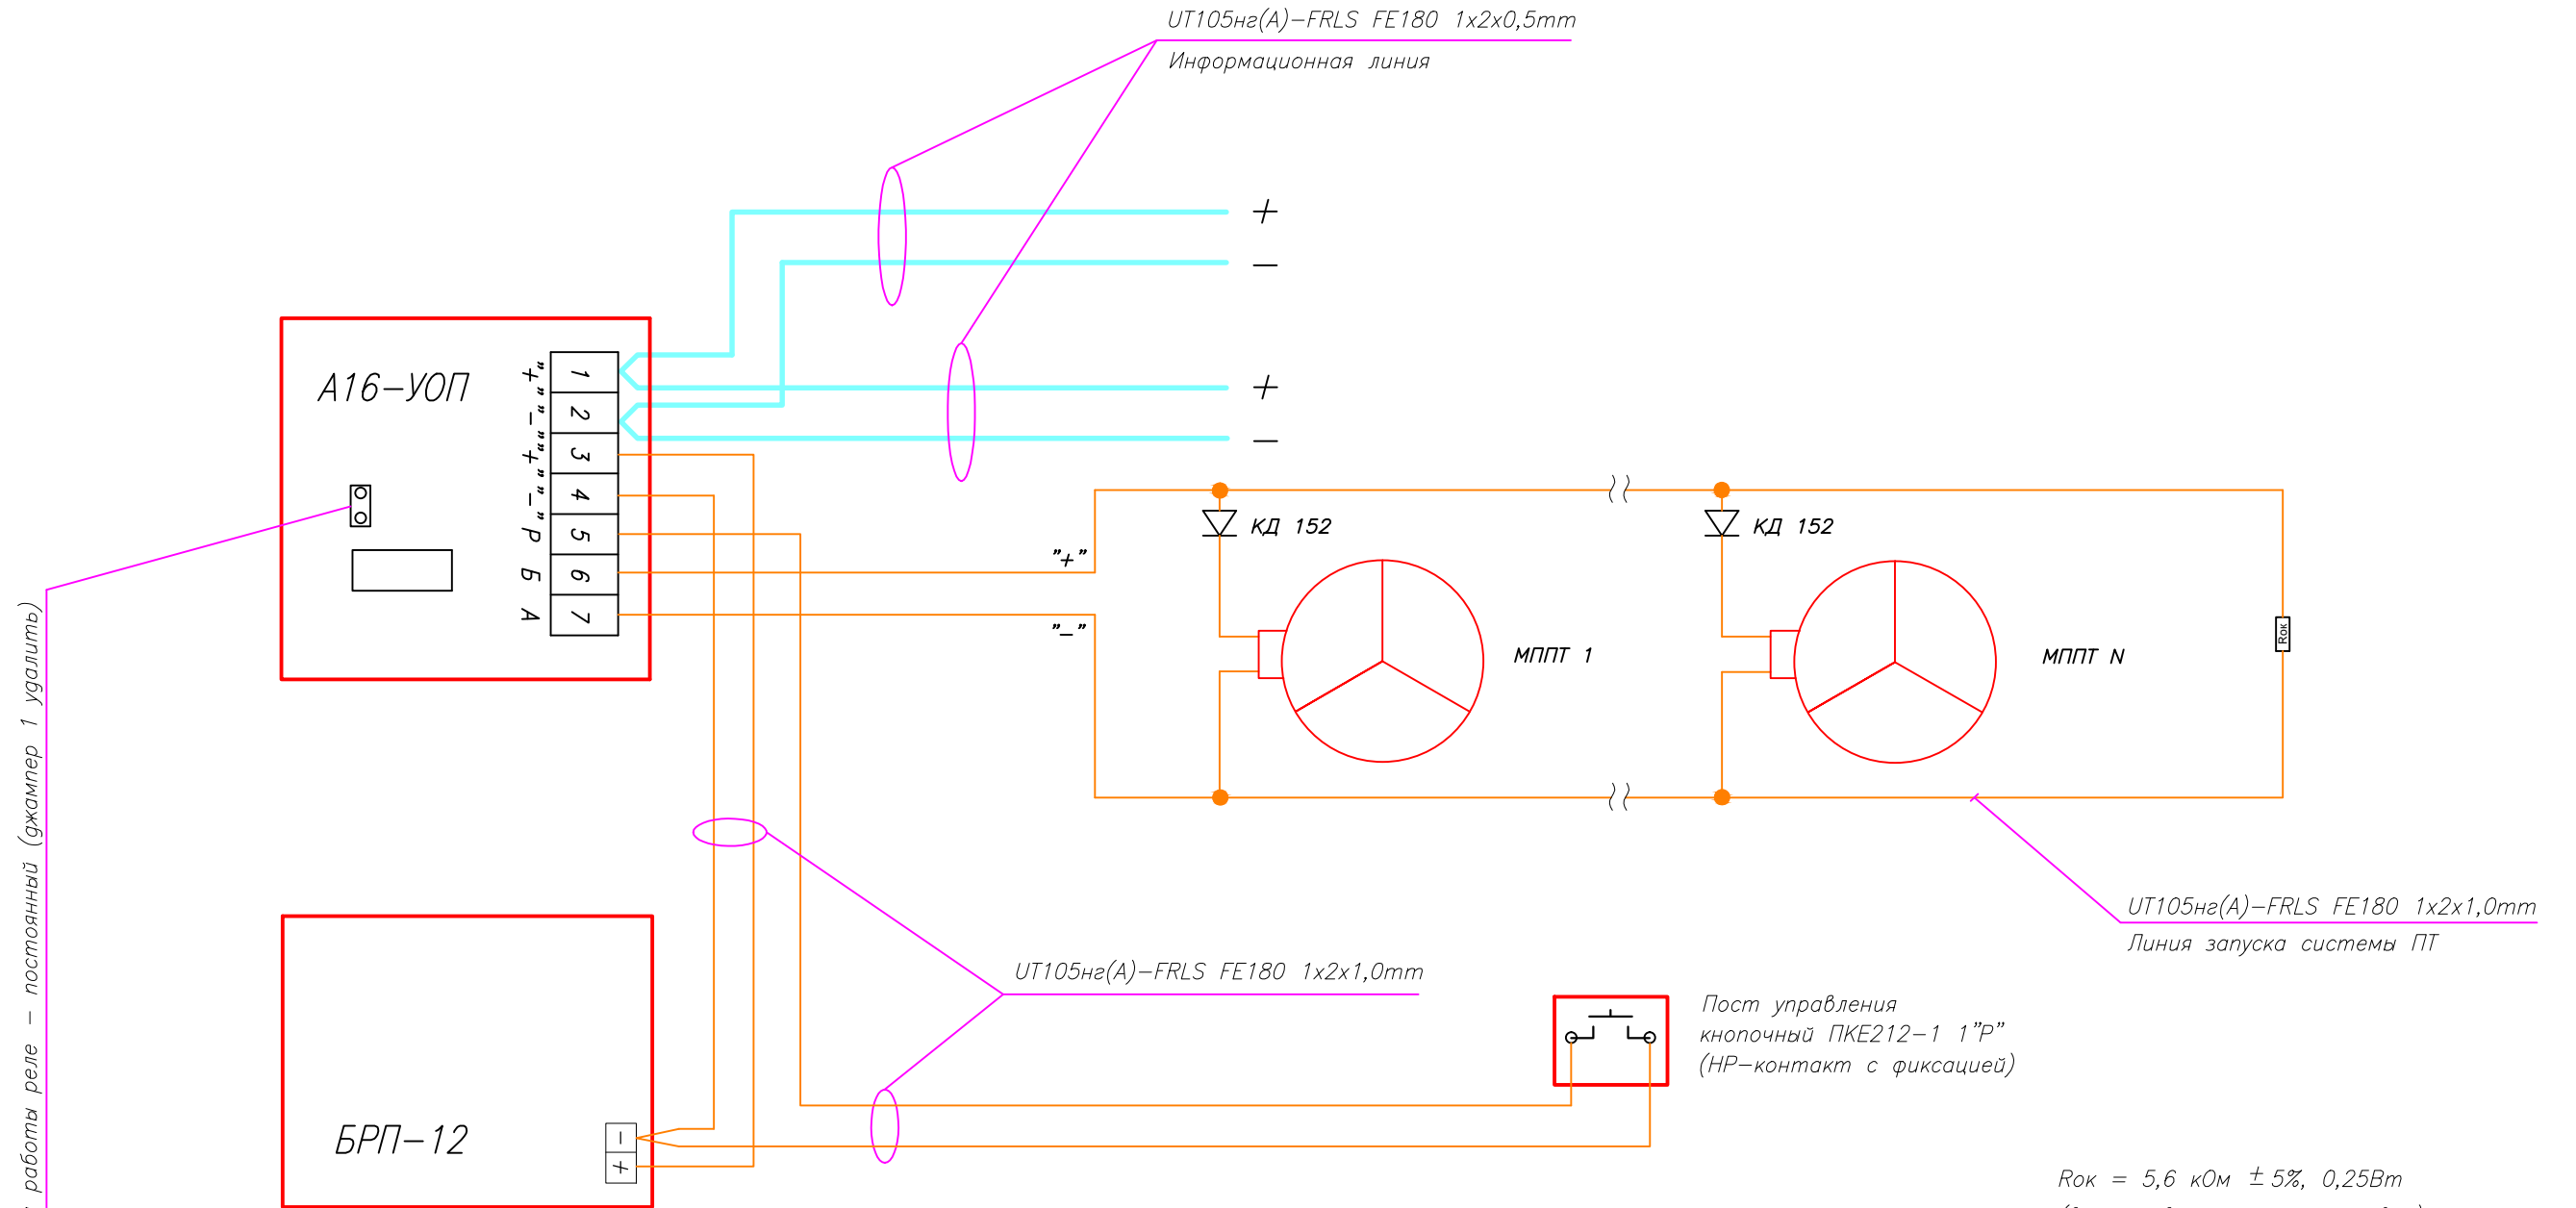 UT105нг(А)-FRLS FE180 1x2x0,5mm
Информационная линия
+
–
+
–
А16-УОП
"+" 1
"-" 2
"+" 3
"-" 4
Р 5
Б 6
А 7
"+"
"-"
КД 152
КД 152
МППТ 1
МППТ N
Rок
UT105нг(А)-FRLS FE180 1x2x1,0mm
Линия запуска системы ПТ
работы реле - постоянный (джампер 1 удалить)
UT105нг(А)-FRLS FE180 1x2x1,0mm
Пост управления
кнопочный ПКЕ212-1 1"Р"
(НР-контакт с фиксацией)
БРП-12
–
+
Rок = 5,6 кОм ±5%, 0,25Вт